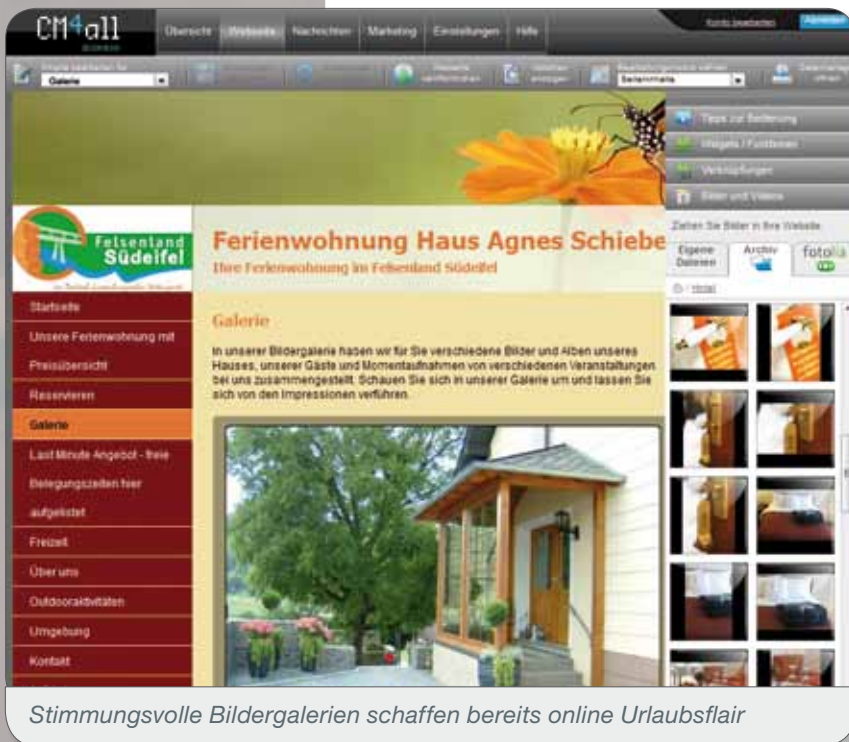 CM4all
Übersicht Webseite Nachrichten Marketing Einstellungen Hilfe
Konto bearbeiten Abmelden
Galerie
Seiteninhalte
Tipps zur Bedienung
Widgets / Funktionen
Verknüpfungen
Bilder und Videos
Ziehen Sie Bilder in Ihre Website.
Eigene Dateien
Archiv
fotolia
Hotel
Felsenland
Südeifel
Ferienwohnung Haus Agnes Schiebe
Ihre Ferienwohnung im Felsenland Südeifel
Startseite
Unsere Ferienwohnung mit
Preisübersicht
Reservieren
Galerie
Last Minute Angebot - freie
Belegungszeiten hier
aufgelistet
Freizeit
Über uns
Outdooraktivitäten
Umgebung
Kontakt
Galerie
In unserer Bildergalerie haben wir für Sie verschiedene Bilder und Alben unseres
Hauses, unserer Gäste und Momentaufnahmen von verschiedenen Veranstaltungen
bei uns zusammengestellt. Schauen Sie sich in unserer Galerie um und lassen Sie
sich von den Impressionen verführen.
Stimmungsvolle Bildergalerien schaffen bereits online Urlaubsflair